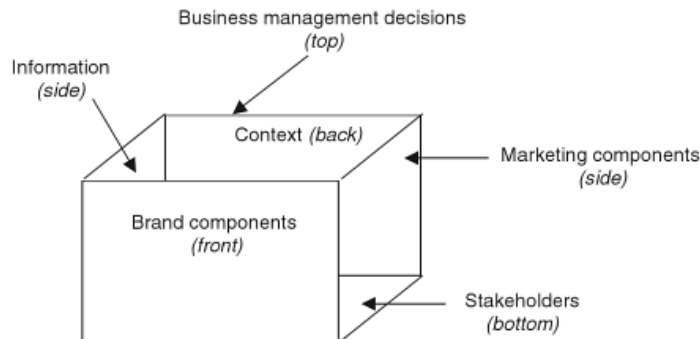 Business management decisions
(top)
Information
(side)
Context (back)
Marketing components
(side)
Brand components
(front)
Stakeholders
(bottom)